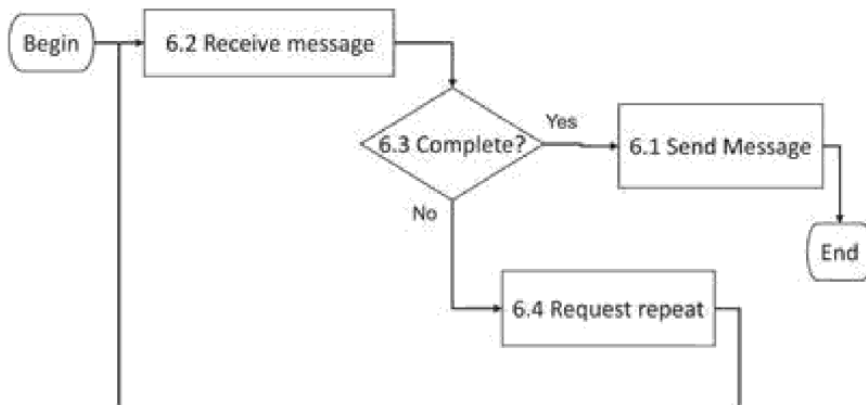 Begin
6.2 Receive message
6.3 Complete?
Yes
6.1 Send Message
No
End
6.4 Request repeat